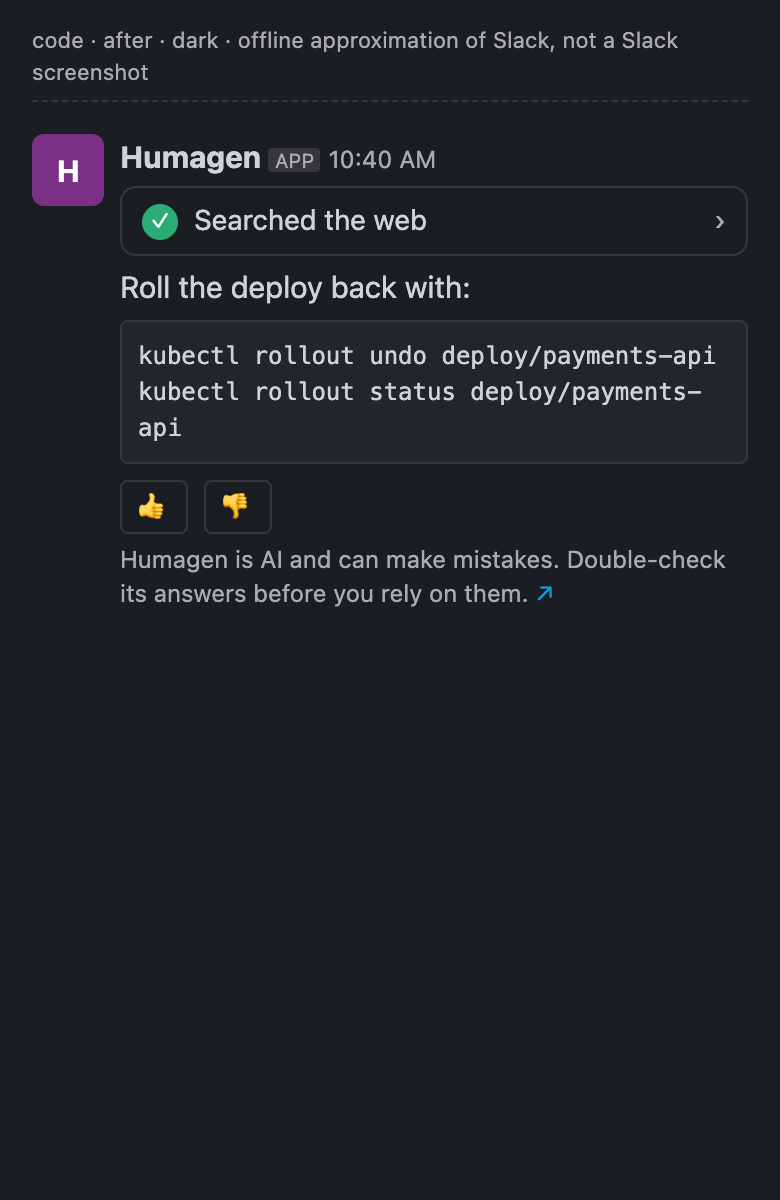 code · after · dark · offline approximation of Slack, not a Slack
screenshot
H
Humagen APP 10:40 AM
Searched the web ›
Roll the deploy back with:
kubectl rollout undo deploy/payments-api
kubectl rollout status deploy/payments-
api
👍 👎
Humagen is AI and can make mistakes. Double-check
its answers before you rely on them. ↗